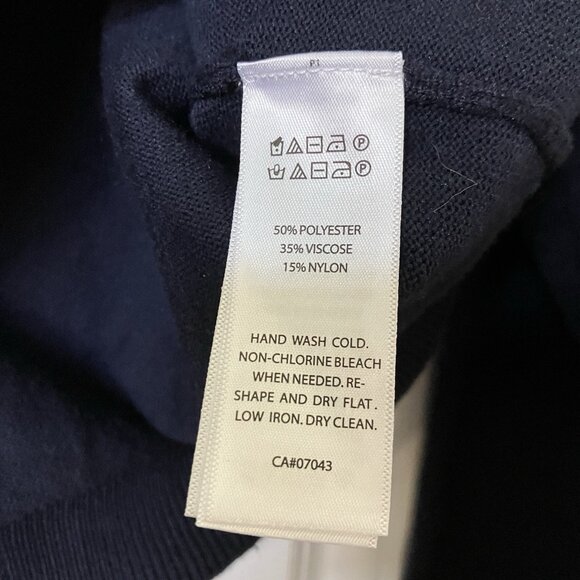 P1
50% POLYESTER
35% VISCOSE
15% NYLON
HAND WASH COLD.
NON-CHLORINE BLEACH
WHEN NEEDED. RE-
SHAPE AND DRY FLAT.
LOW IRON. DRY CLEAN.
CA#07043